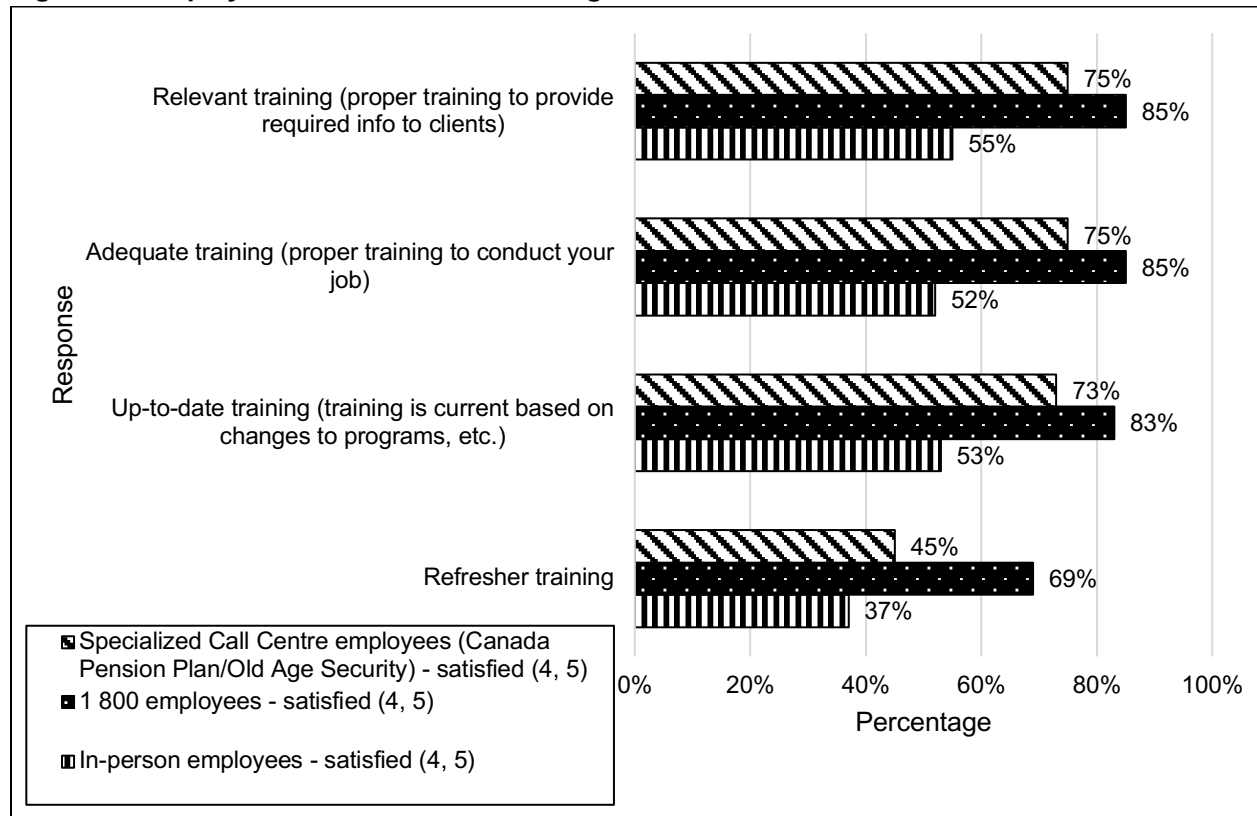 Relevant training (proper training to provide
required info to clients)
75%
85%
55%
Adequate training (proper training to conduct your
job)
75%
85%
52%
Up-to-date training (training is current based on
changes to programs, etc.)
73%
83%
53%
Refresher training
45%
69%
37%
Response
0%
20%
40%
60%
80%
100%
Percentage
Specialized Call Centre employees (Canada
Pension Plan/Old Age Security) - satisfied (4, 5)
1 800 employees - satisfied (4, 5)
In-person employees - satisfied (4, 5)